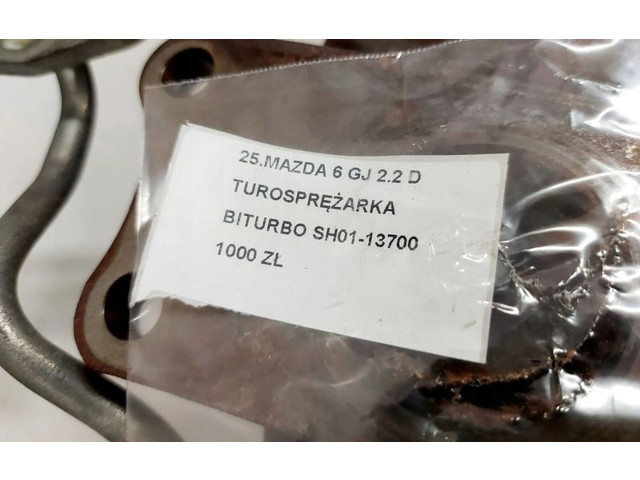 25.MAZDA 6 GJ 2.2 D
TUROSPRĘŻARKA
BITURBO SH01-13700
1000 ZŁ